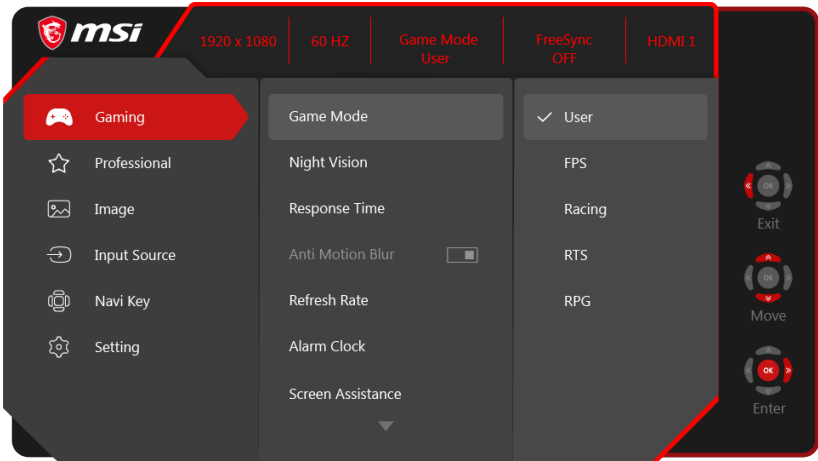 msi
1920 x 1080
60 HZ
Game Mode
User
FreeSync
OFF
HDMI 1
Gaming
Professional
Image
Input Source
Navi Key
Setting
Game Mode
Night Vision
Response Time
Anti Motion Blur
Refresh Rate
Alarm Clock
Screen Assistance
User
FPS
Racing
RTS
RPG
OK
Exit
OK
Move
OK
Enter